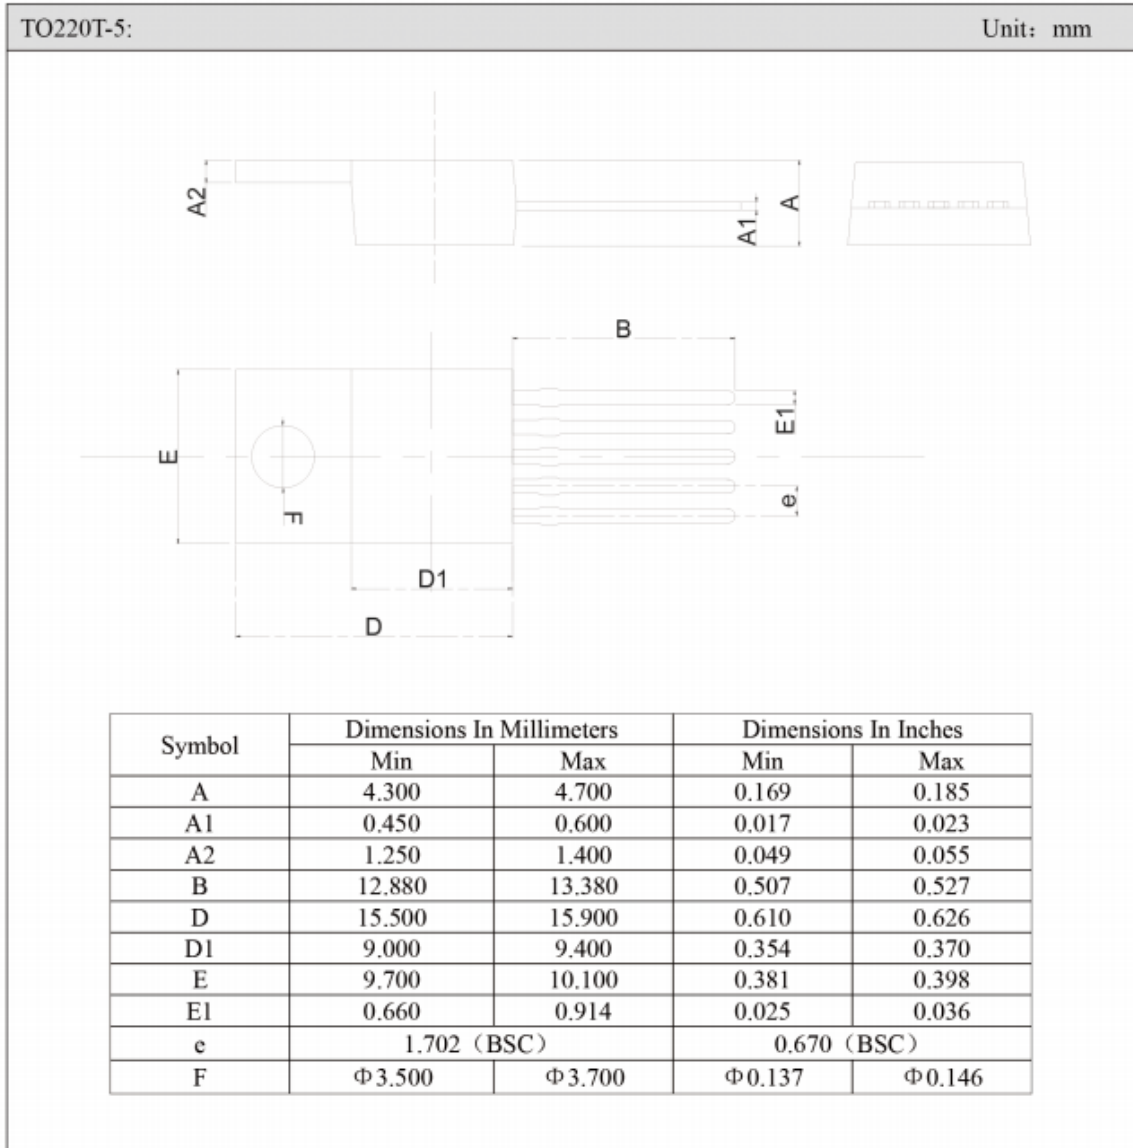 TO220T-5: Unit: mm
A2
A1
A
B
E1
E
F
e
D1
D
Symbol Dimensions In Millimeters Dimensions In Inches
Min Max Min Max
A 4.300 4.700 0.169 0.185
A1 0.450 0.600 0.017 0.023
A2 1.250 1.400 0.049 0.055
B 12.880 13.380 0.507 0.527
D 15.500 15.900 0.610 0.626
D1 9.000 9.400 0.354 0.370
E 9.700 10.100 0.381 0.398
E1 0.660 0.914 0.025 0.036
e 1.702（BSC） 0.670（BSC）
F Φ3.500 Φ3.700 Φ0.137 Φ0.146